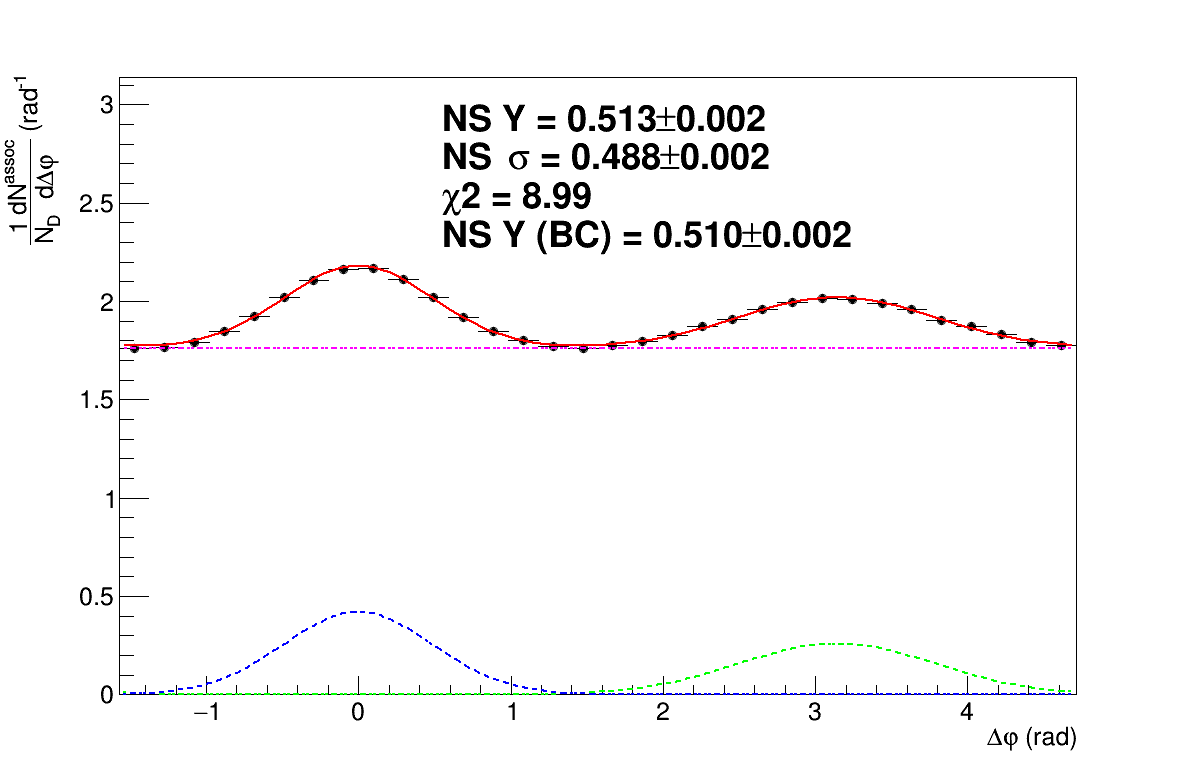 1 dN^assoc
N_D dΔφ (rad^-1
3
2.5
2
1.5
1
0.5
0
NS Y = 0.513±0.002
NS σ = 0.488±0.002
χ2 = 8.99
NS Y (BC) = 0.510±0.002
−1 0 1 2 3 4
Δφ (rad)